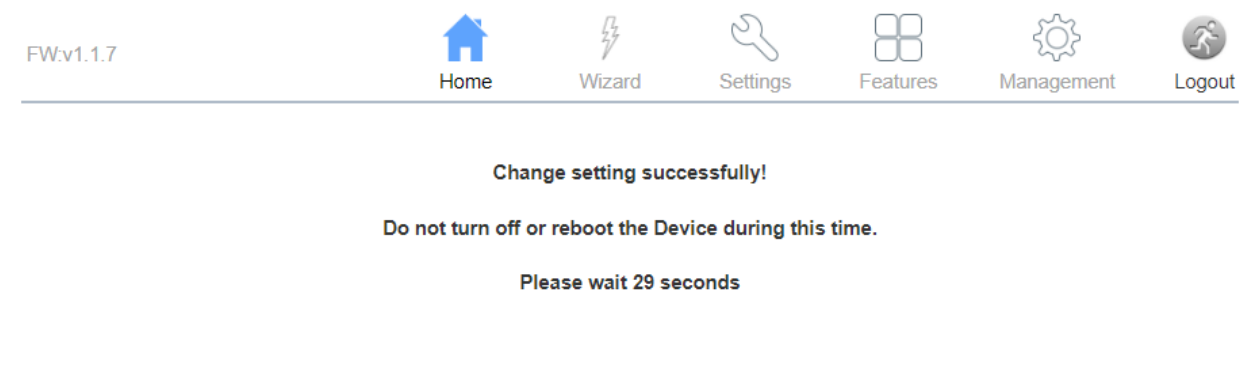 FW:v1.1.7
Home
Wizard
Settings
Features
Management
Logout
Change setting successfully!
Do not turn off or reboot the Device during this time.
Please wait 29 seconds